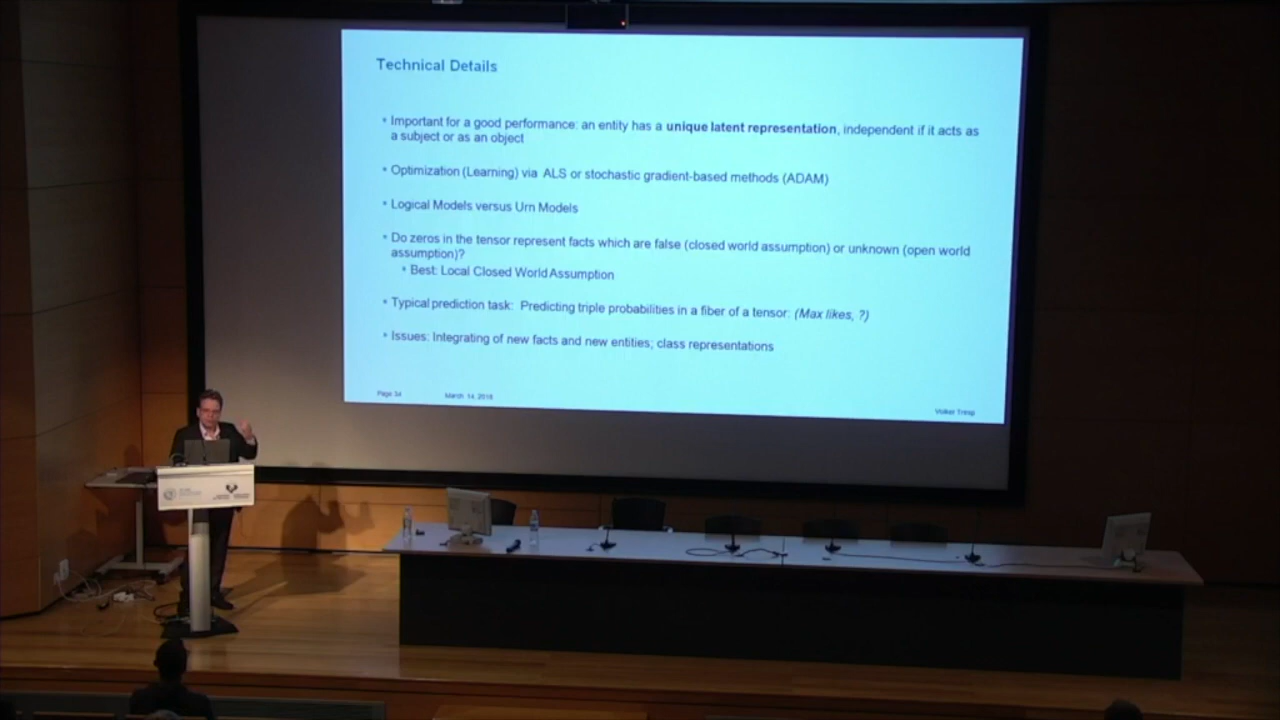 Technical Details
• Important for a good performance: an entity has a unique latent representation, independent if it acts as
a subject or as an object
• Optimization (Learning) via ALS or stochastic gradient-based methods (ADAM)
• Logical Models versus Urn Models
• Do zeros in the tensor represent facts which are false (closed world assumption) or unknown (open world
assumption)?
• Best: Local Closed World Assumption
• Typical prediction task: Predicting triple probabilities in a fiber of a tensor: (Max likes, ?)
• Issues: Integrating of new facts and new entities; class representations
Page 34
March 14, 2018
Volker Tresp